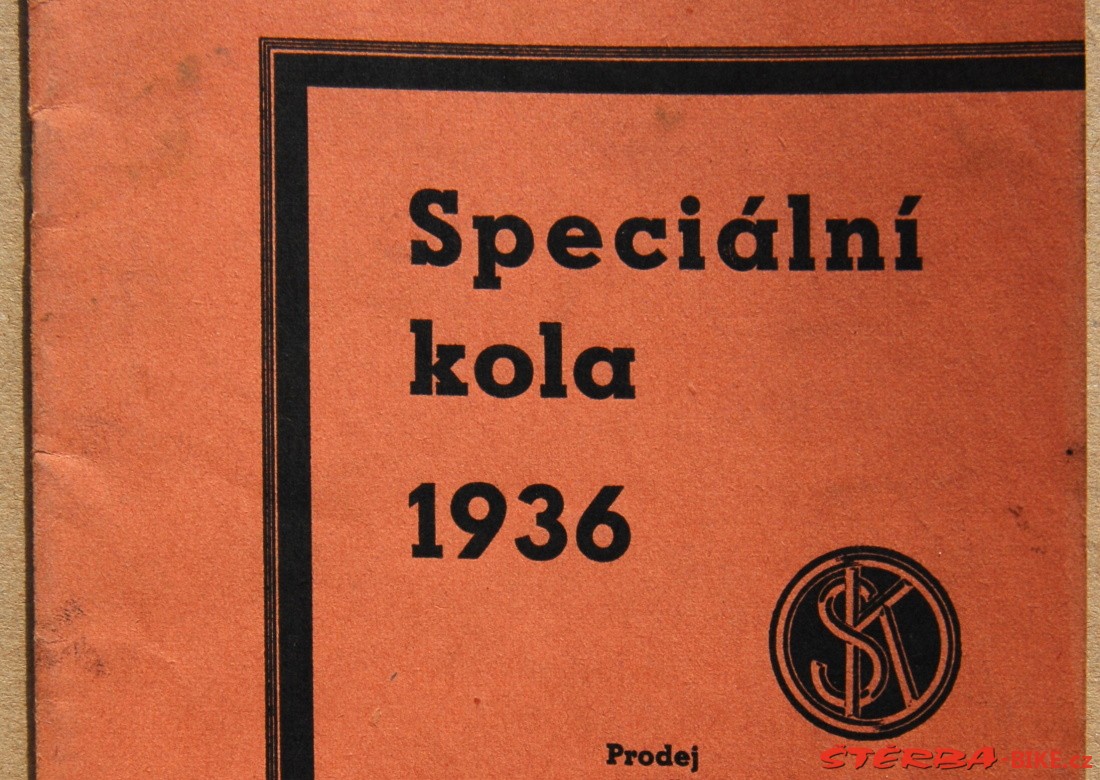 Speciální
kola
1936
SK
Prodej
ŠTĚRBA-BIKE.cz